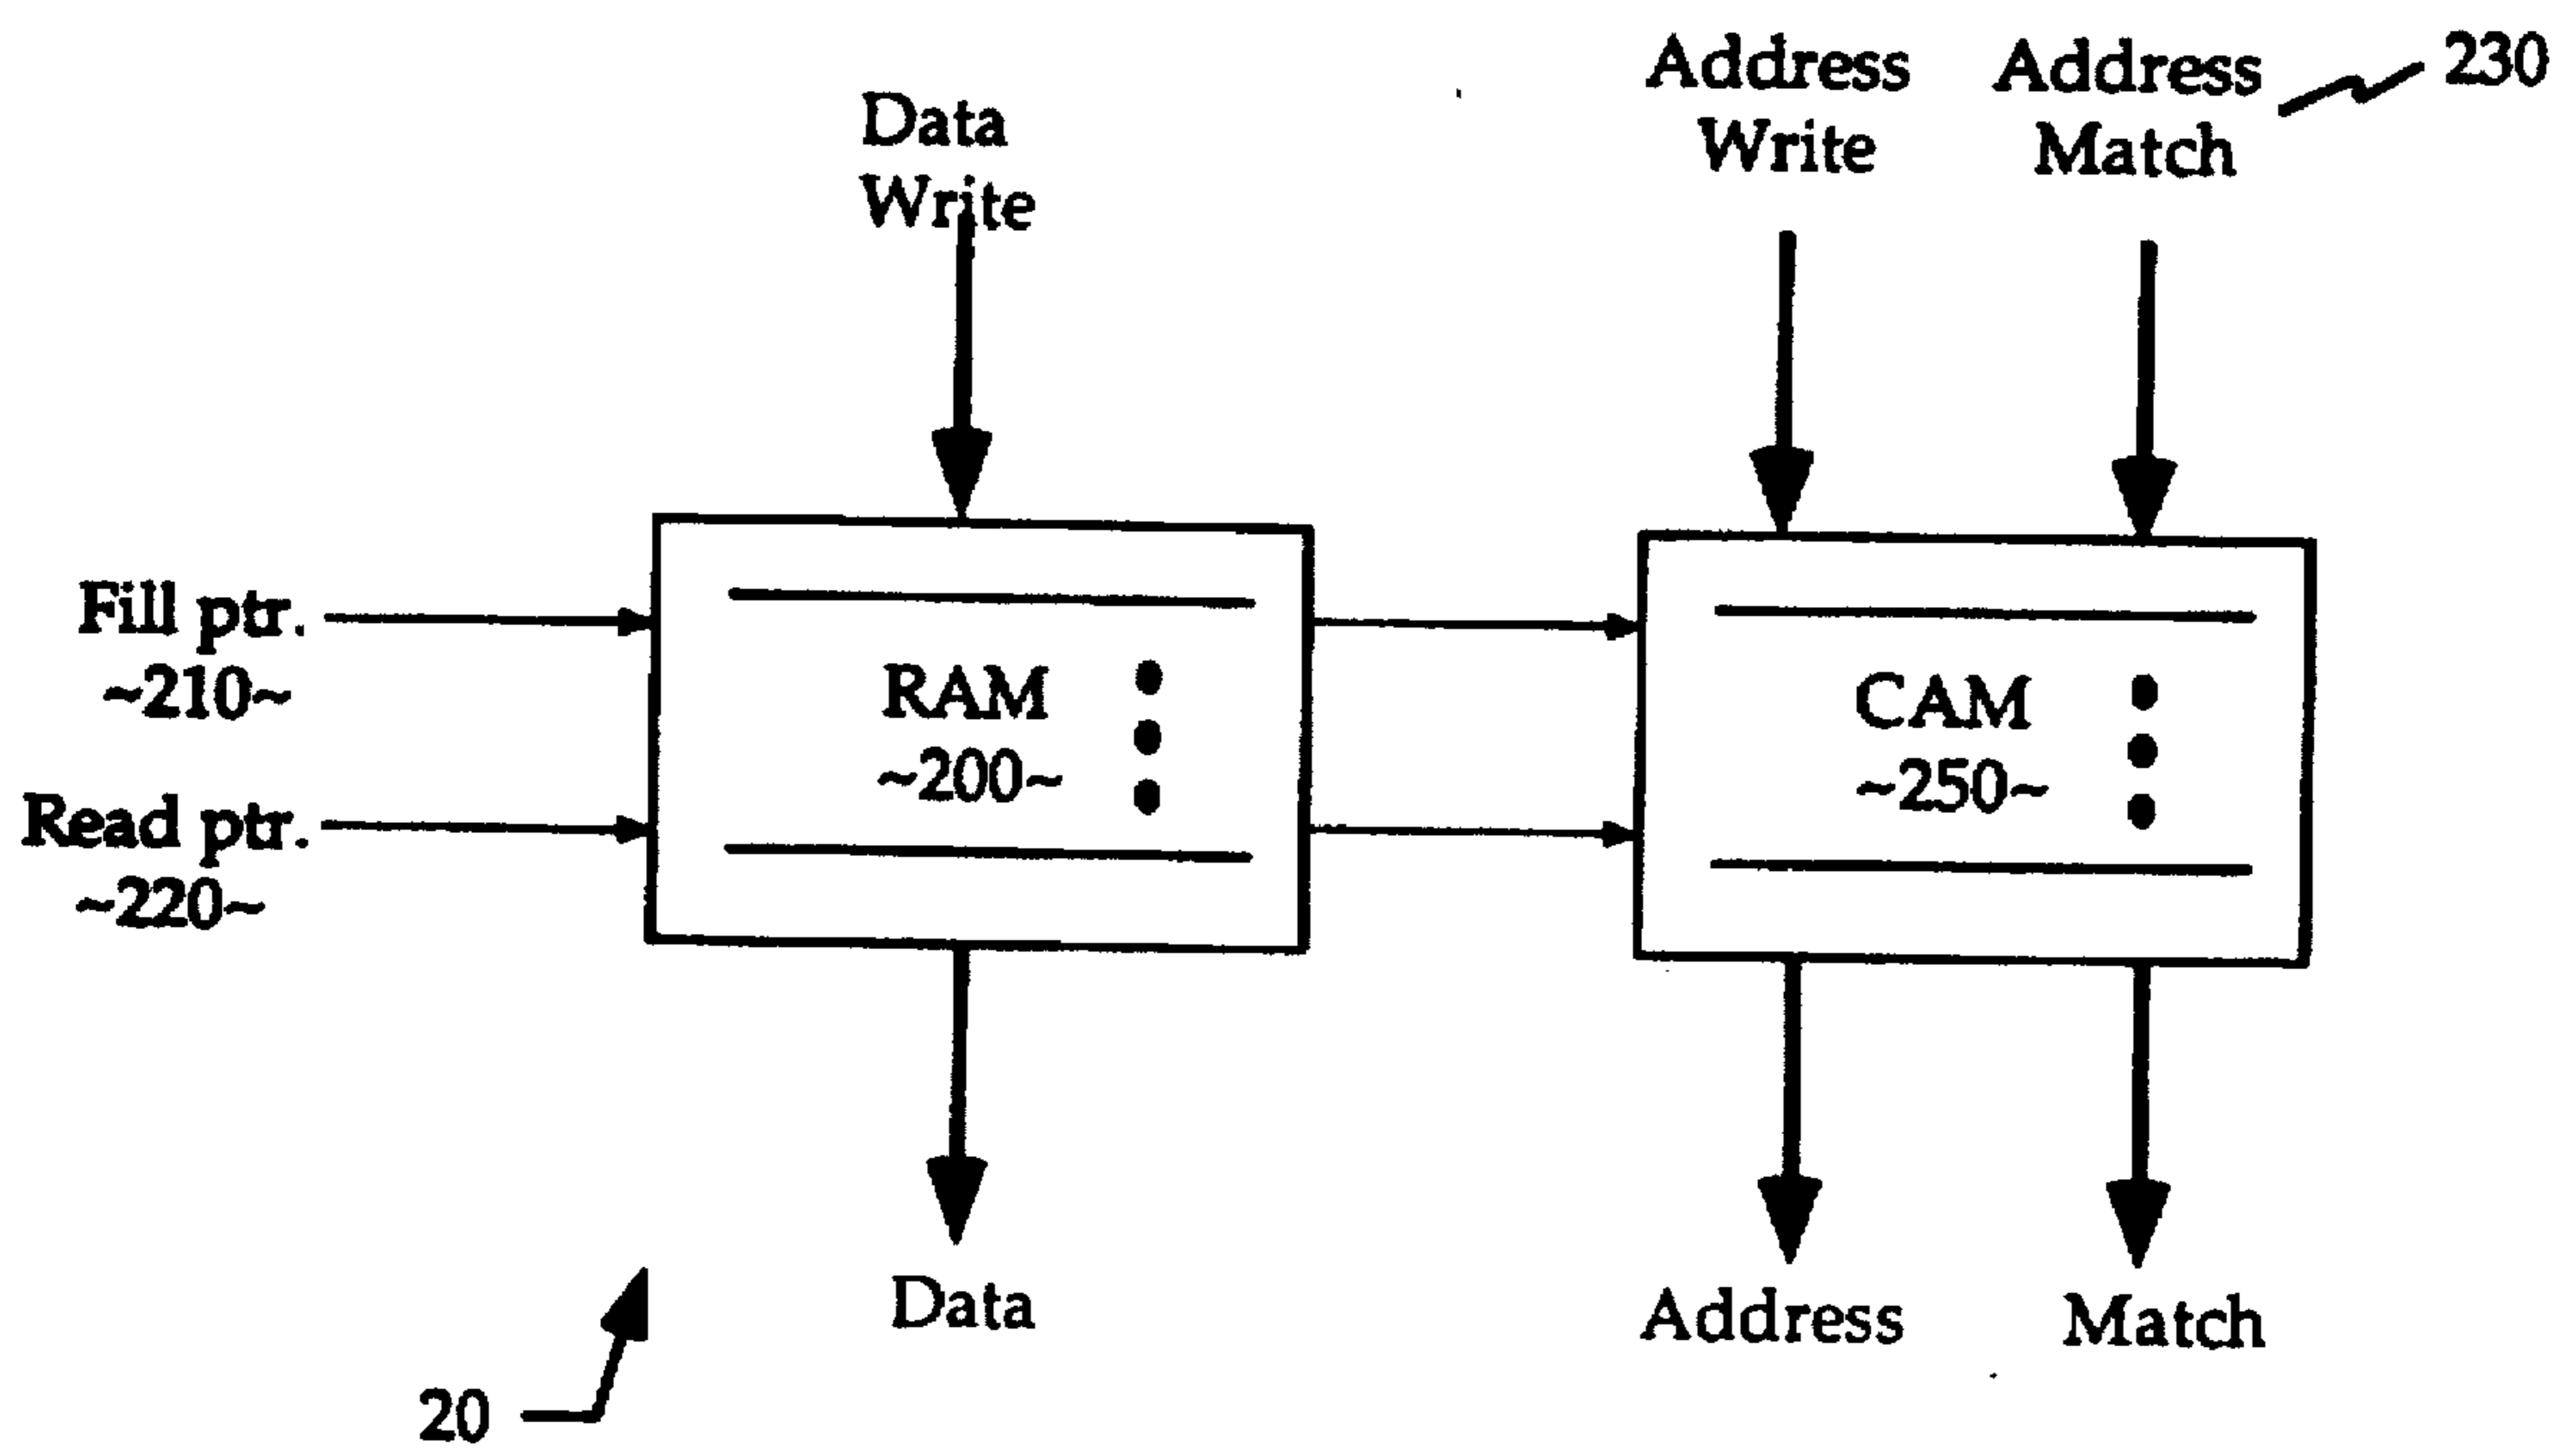 Data
Write
Address
Write
Address
Match
230
Fill ptr.
~210~
Read ptr.
~220~
RAM
~200~
CAM
~250~
Data
Address
Match
20